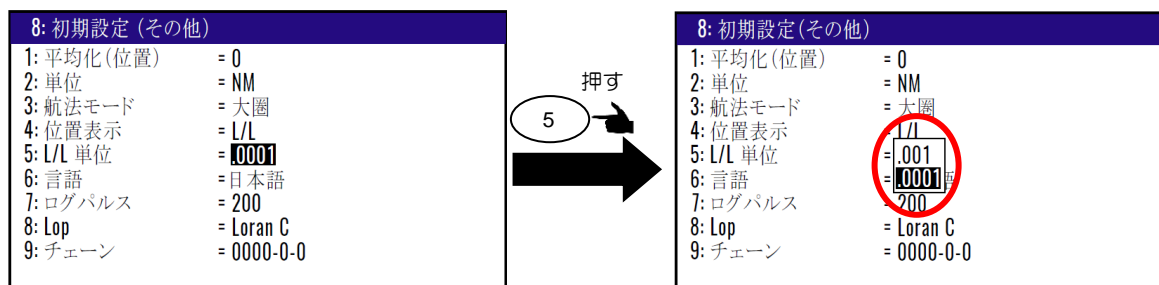 8: 初期設定 (その他)
1: 平均化(位置) = 0
2: 単位 = NM
3: 航法モード = 大圏
4: 位置表示 = L/L
5: L/L 単位 = .0001
6: 言語 =日本語
7: ログパルス = 200
8: Lop = Loran C
9: チェーン = 0000-0-0
押す
5
8: 初期設定(その他)
1: 平均化(位置) = 0
2: 単位 = NM
3: 航法モード = 大圏
4: 位置表示 = L/L
5: L/L 単位 = .001
6: 言語 = .0001語
7: ログパルス = 200
8: Lop = Loran C
9: チェーン = 0000-0-0